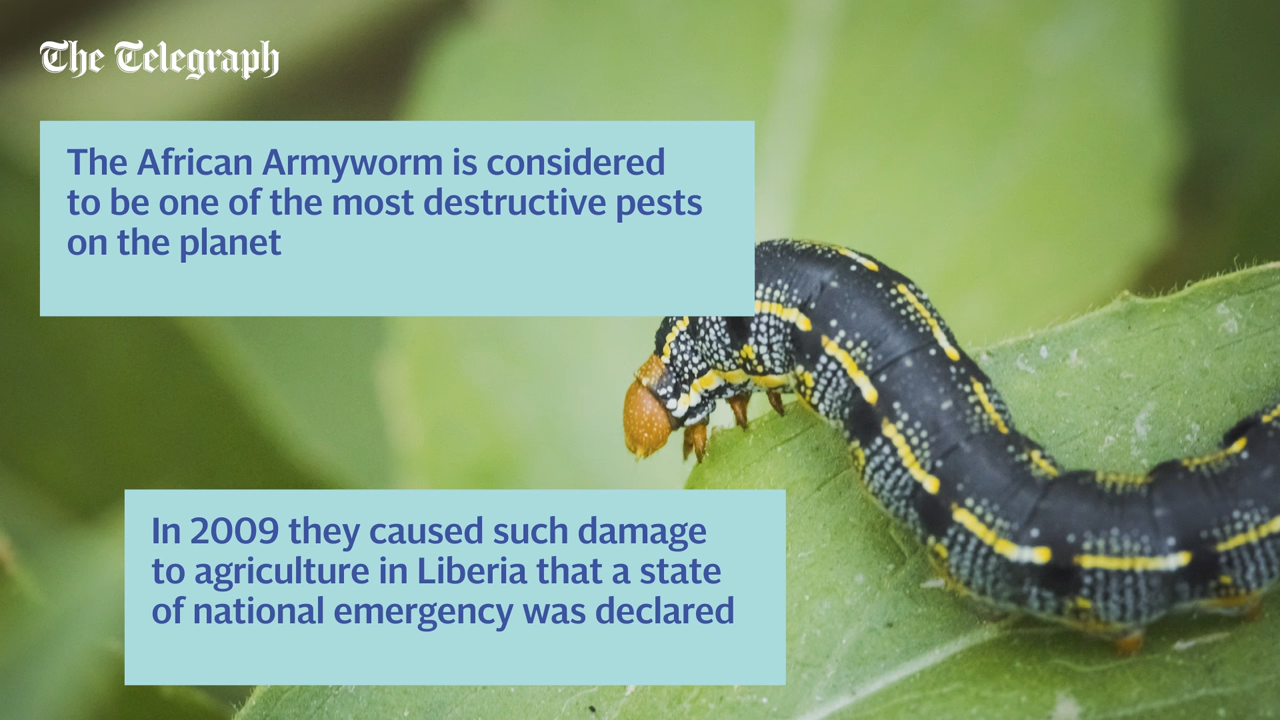 The Telegraph
The African Armyworm is considered
to be one of the most destructive pests
on the planet
In 2009 they caused such damage
to agriculture in Liberia that a state
of national emergency was declared